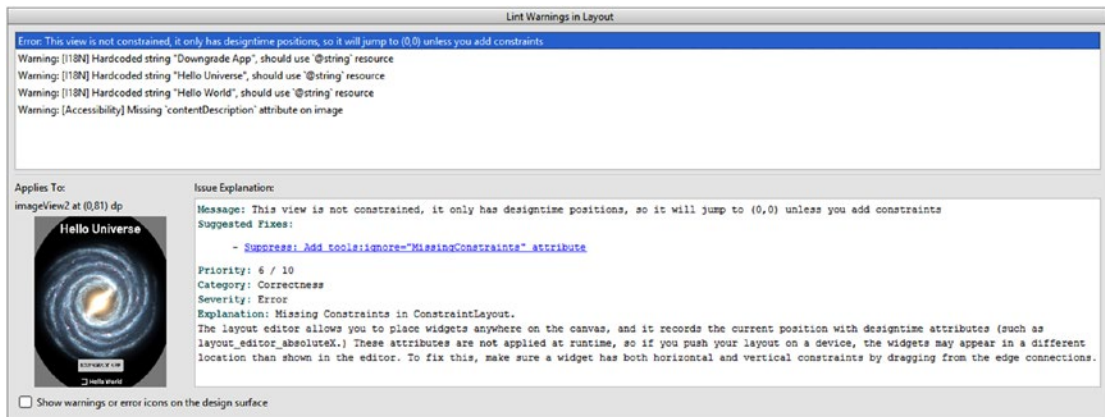 Lint Warnings in Layout
Error: This view is not constrained, it only has designtime positions, so it will jump to (0,0) unless you add constraints
Warning: [I18N] Hardcoded string "Downgrade App", should use `@string` resource
Warning: [I18N] Hardcoded string "Hello Universe", should use `@string` resource
Warning: [I18N] Hardcoded string "Hello World", should use `@string` resource
Warning: [Accessibility] Missing `contentDescription` attribute on image
Applies To:
imageView2 at (0,81) dp
Hello Universe
DOWNGRADE APP
Hello World
Issue Explanation:
Message: This view is not constrained, it only has designtime positions, so it will jump to (0,0) unless you add constraints
Suggested Fixes:
- Suppress: Add tools:ignore="MissingConstraints" attribute
Priority: 6 / 10
Category: Correctness
Severity: Error
Explanation: Missing Constraints in ConstraintLayout.
The layout editor allows you to place widgets anywhere on the canvas, and it records the current position with designtime attributes (such as
layout_editor_absoluteX.) These attributes are not applied at runtime, so if you push your layout on a device, the widgets may appear in a different
location than shown in the editor. To fix this, make sure a widget has both horizontal and vertical constraints by dragging from the edge connections.
Show warnings or error icons on the design surface